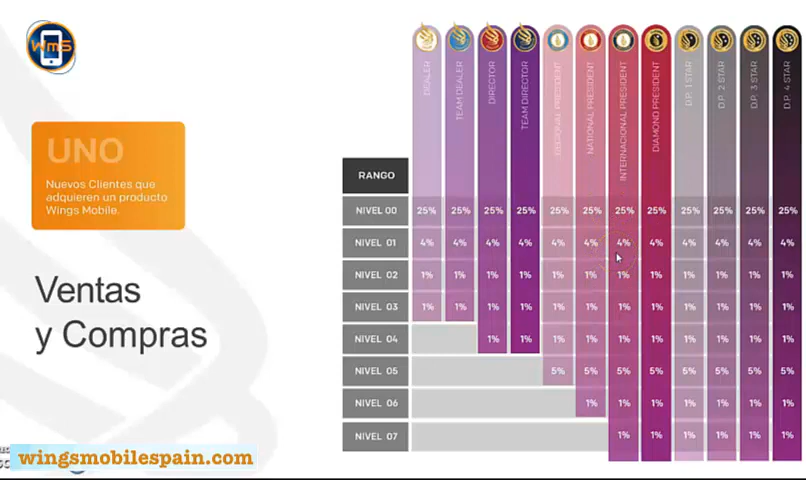 WmS
DEALER
TEAM DEALER
DIRECTOR
TEAM DIRECTOR
REGIONAL PRESIDENT
NATIONAL PRESIDENT
INTERNACIONAL PRESIDENT
DIAMOND PRESIDENT
D.P. 1 STAR
D.P. 2 STAR
D.P. 3 STAR
D.P. 4 STAR
UNO
Nuevos Clientes que
adquieren un producto
Wings Mobile.
Ventas
y Compras
RANGO
NIVEL 00 25% 25% 25% 25% 25% 25% 25% 25% 25% 25% 25% 25%
NIVEL 01 4% 4% 4% 4% 4% 4% 4% 4% 4% 4% 4% 4%
NIVEL 02 1% 1% 1% 1% 1% 1% 1% 1% 1% 1% 1% 1%
NIVEL 03 1% 1% 1% 1% 1% 1% 1% 1% 1% 1% 1% 1%
NIVEL 04 1% 1% 1% 1% 1% 1% 1% 1% 1% 1%
NIVEL 05 5% 5% 5% 5% 5% 5% 5% 5%
NIVEL 06 1% 1% 1% 1% 1% 1% 1%
NIVEL 07 1% 1% 1% 1% 1% 1%
wingsmobilespain.com